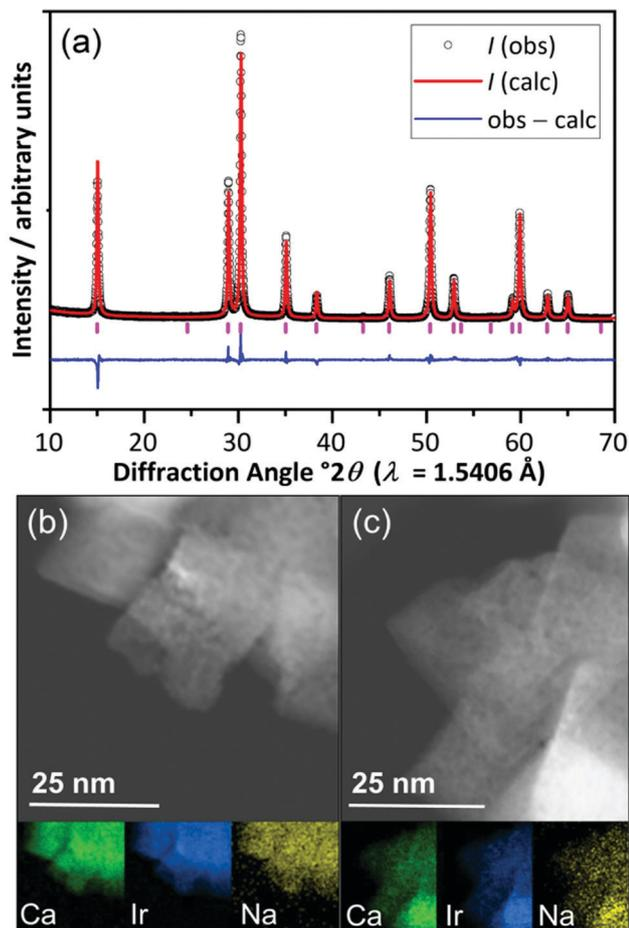 (a)
I (obs)
I (calc)
obs – calc
Intensity / arbitrary units
10 20 30 40 50 60 70
Diffraction Angle °2θ (λ = 1.5406 Å)
(b) (c)
25 nm 25 nm
Ca Ir Na Ca Ir Na